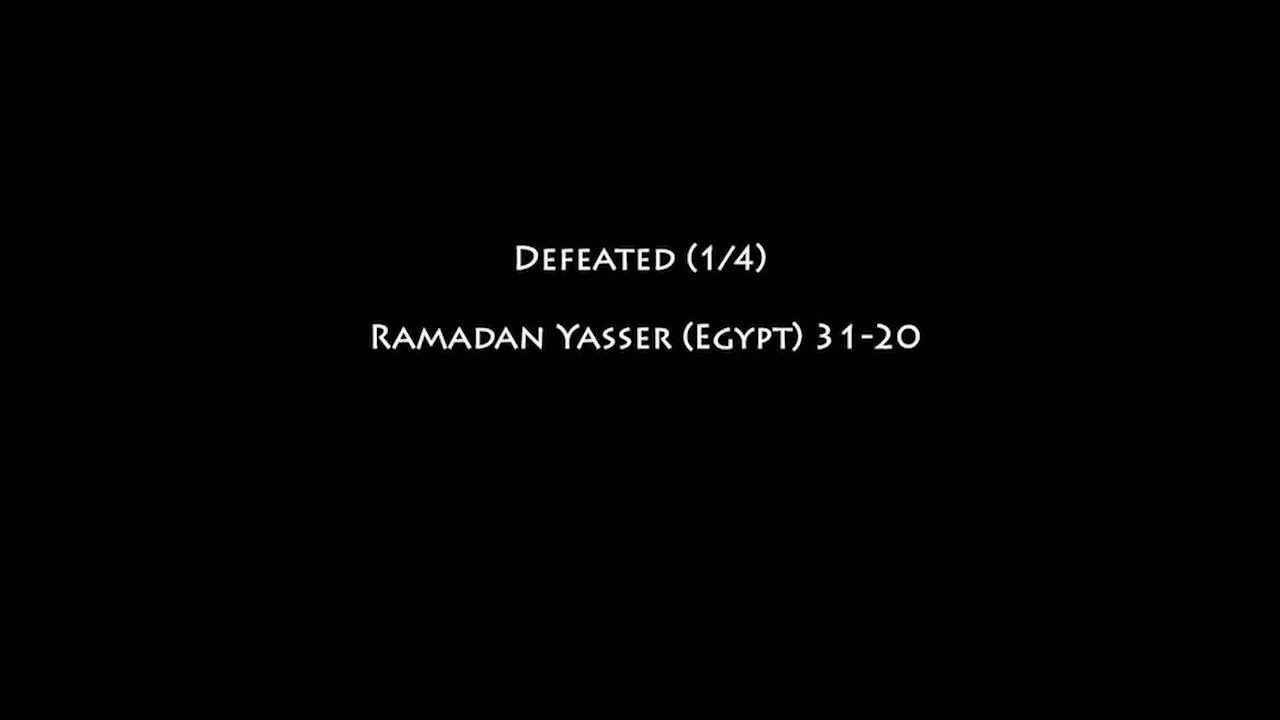 Defeated (1/4)
Ramadan Yasser (Egypt) 31-20